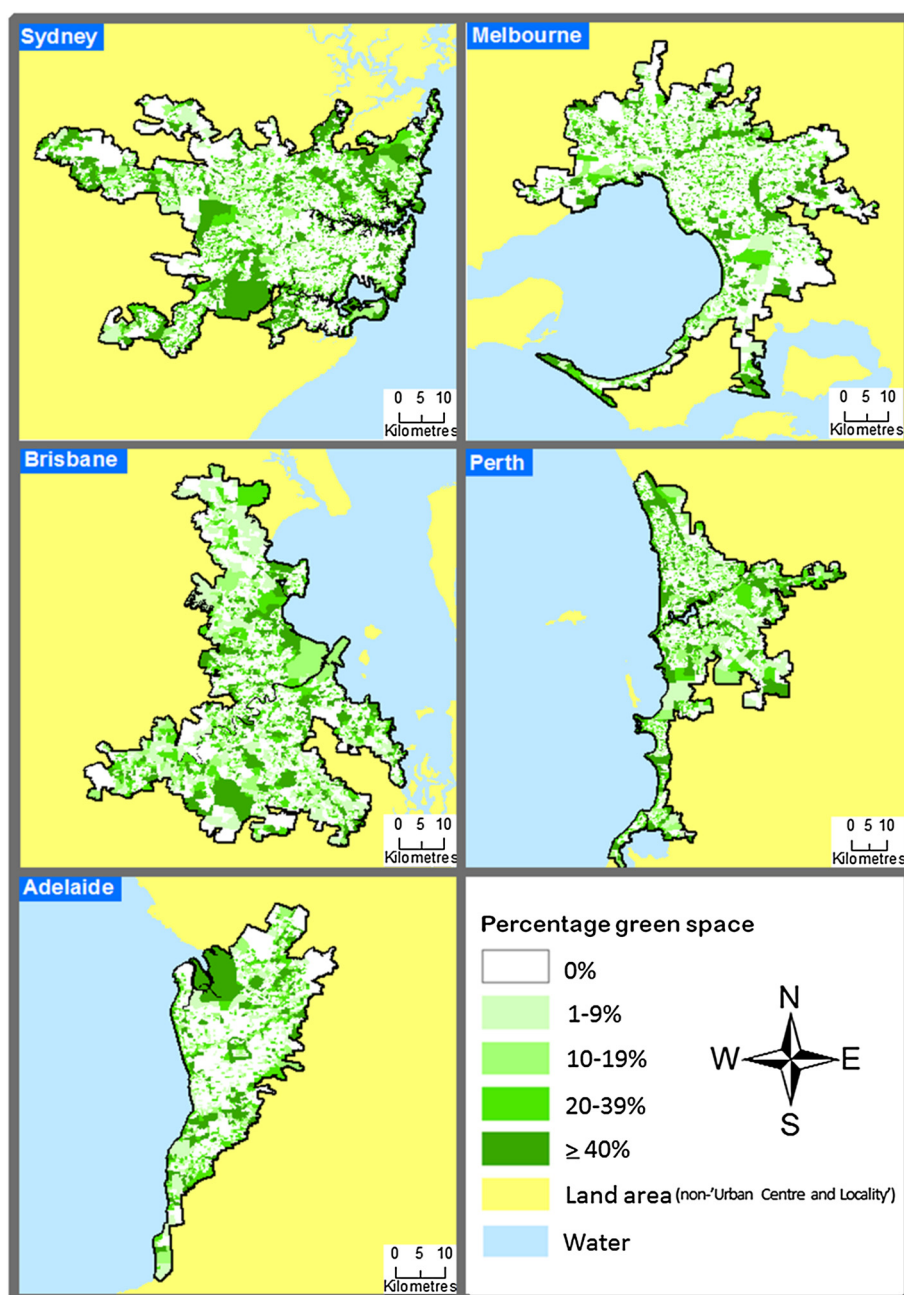 Sydney
0 5 10
Kilometres
Melbourne
0 5 10
Kilometres
Brisbane
0 5 10
Kilometres
Perth
0 5 10
Kilometres
Adelaide
0 5 10
Kilometres
Percentage green space
0%
1-9%
10-19%
20-39%
≥ 40%
Land area (non-'Urban Centre and Locality')
Water
N
W E
S